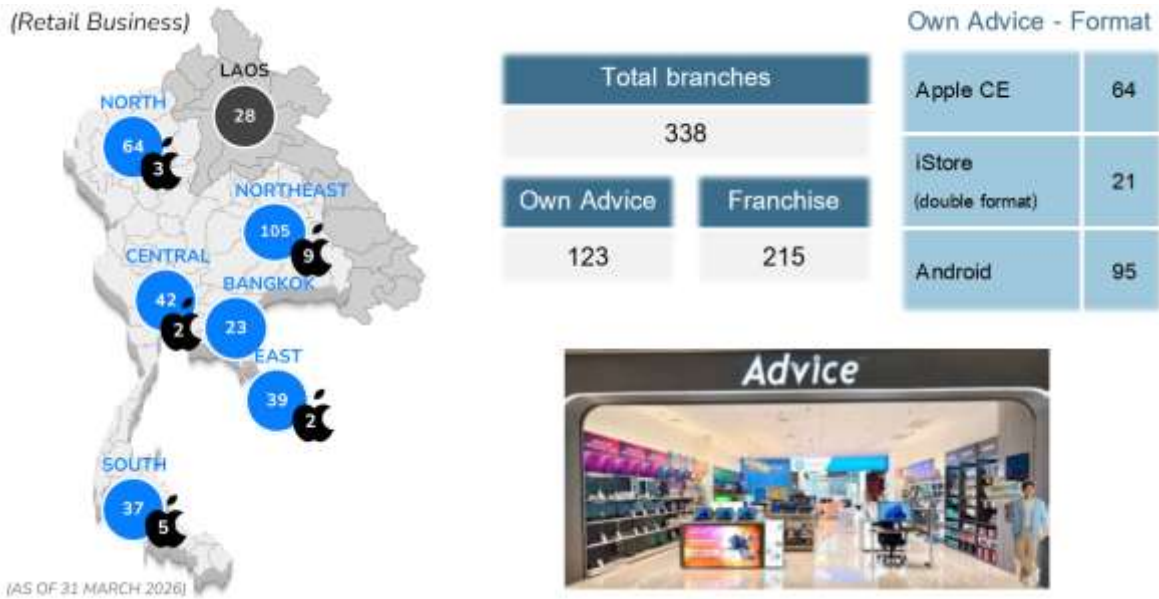 (Retail Business)
LAOS
28
NORTH
64
3
NORTHEAST
105
9
CENTRAL
42
2
BANGKOK
23
EAST
39
2
SOUTH
37
5
(AS OF 31 MARCH 2026)
Total branches
338
Own Advice
Franchise
123
215
Own Advice - Format
Apple CE
64
iStore
(double format)
21
Android
95
Advice